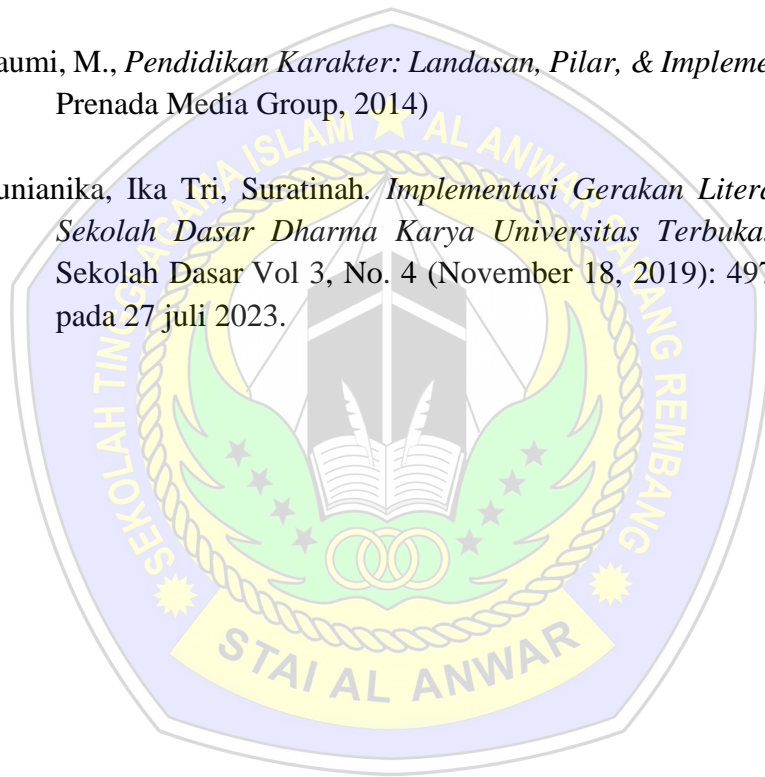 aumi, M., Pendidikan Karakter: Landasan, Pilar, & Impleme
Prenada Media Group, 2014)
unianika, Ika Tri, Suratinah. Implementasi Gerakan Litera
Sekolah Dasar Dharma Karya Universitas Terbuka
Sekolah Dasar Vol 3, No. 4 (November 18, 2019): 497
pada 27 juli 2023.
SEKOLAH TINGGI AGAMA ISLAM AL ANWAR SARANG REMBANG
STAI AL ANWAR